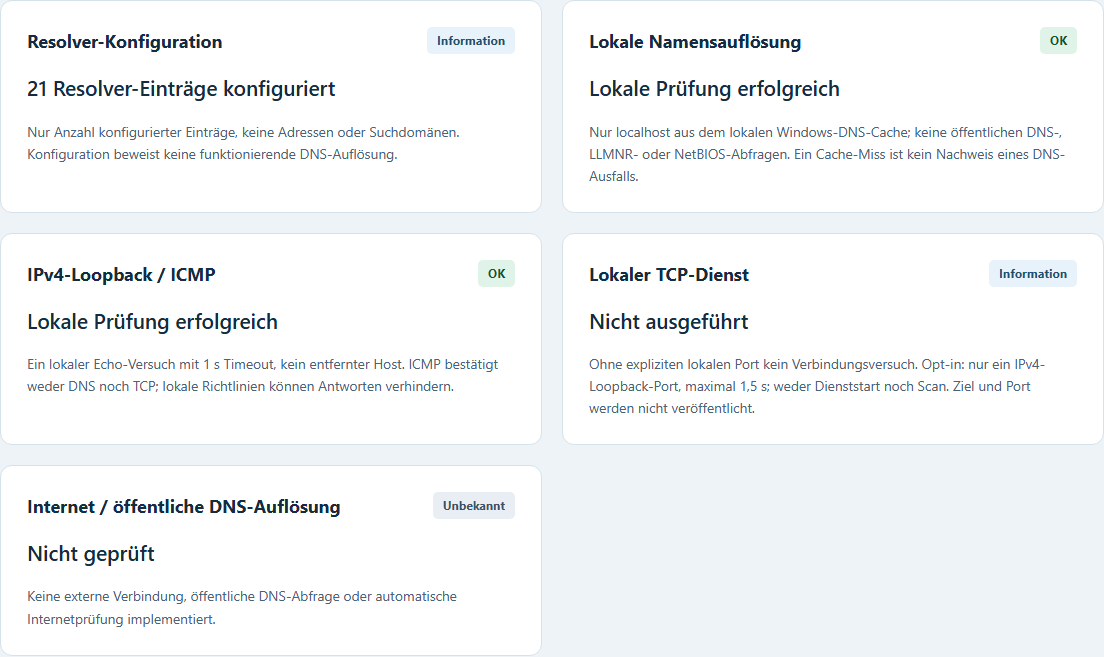 Resolver-Konfiguration
Information
21 Resolver-Einträge konfiguriert
Nur Anzahl konfigurierter Einträge, keine Adressen oder Suchdomänen.
Konfiguration beweist keine funktionierende DNS-Auflösung.
Lokale Namensauflösung
OK
Lokale Prüfung erfolgreich
Nur localhost aus dem lokalen Windows-DNS-Cache; keine öffentlichen DNS-,
LLMNR- oder NetBIOS-Abfragen. Ein Cache-Miss ist kein Nachweis eines DNS-
Ausfalls.
IPv4-Loopback / ICMP
OK
Lokale Prüfung erfolgreich
Ein lokaler Echo-Versuch mit 1 s Timeout, kein entfernter Host. ICMP bestätigt
weder DNS noch TCP; lokale Richtlinien können Antworten verhindern.
Lokaler TCP-Dienst
Information
Nicht ausgeführt
Ohne expliziten lokalen Port kein Verbindungsversuch. Opt-in: nur ein IPv4-
Loopback-Port, maximal 1,5 s; weder Dienststart noch Scan. Ziel und Port
werden nicht veröffentlicht.
Internet / öffentliche DNS-Auflösung
Unbekannt
Nicht geprüft
Keine externe Verbindung, öffentliche DNS-Abfrage oder automatische
Internetprüfung implementiert.